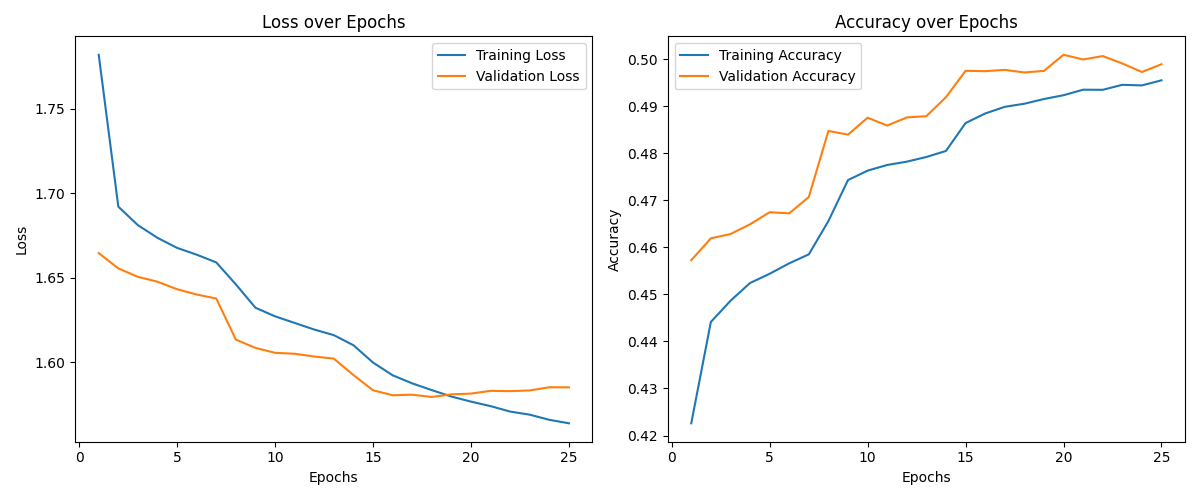 Loss over Epochs
Training Loss
Validation Loss
1.75
1.70
1.65
1.60
Loss
0
5
10
15
20
25
Epochs
Accuracy over Epochs
Training Accuracy
Validation Accuracy
0.50
0.49
0.48
0.47
0.46
0.45
0.44
0.43
0.42
Accuracy
0
5
10
15
20
25
Epochs